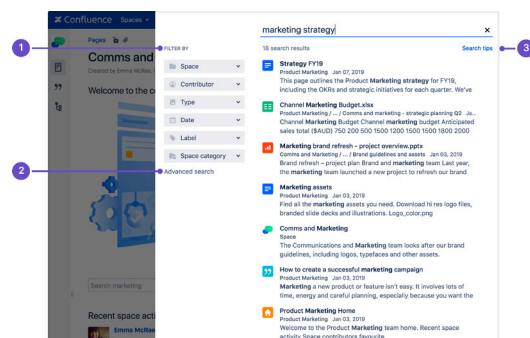 Confluence Spaces
marketing strategy
Pages
1
FILTER BY
18 search results
Search tips
3
Comms and
Created by Emma McRae,
Welcome to the c
Space
Contributor
Type
Date
Label
Space category
2
Advanced search
Strategy FY19
Product Marketing Jan 07, 2019
This page outlines the Product Marketing strategy for FY19,
including the OKRs and strategic initiatives for each quarter. We've
Channel Marketing Budget.xlsx
Product Marketing / ... / Comms and marketing - strategic planning Q2 Ja...
Channel Marketing Budget Channel marketing budget Anticipated
sales total ($AUD) 750 200 500 1500 1200 1500 1500 1800 2000
Marketing brand refresh – project overview.pptx
Comms and Marketing / ... / Brand guidelines and assets Jan 03, 2019
Brand refresh – project plan Brand and marketing team Last year,
the marketing team launched a new project to refresh our brand
Marketing assets
Product Marketing Jan 03, 2019
Find all the marketing assets you need. Download hi res logo files,
branded slide decks and illustrations. Logo_color.png
Comms and Marketing
Space
The Communications and Marketing team looks after our brand
guidelines, including logos, typefaces and other assets.
How to create a successful marketing campaign
Product Marketing Jan 03, 2019
Marketing a new product or feature isn't easy. It involves lots of
time, energy and careful planning, especially because you want the
Product Marketing Home
Product Marketing Jan 03, 2019
Welcome to the Product Marketing team home. Recent space
activity Space contributors favourite
Search marketing
Recent space acti
Emma McRae